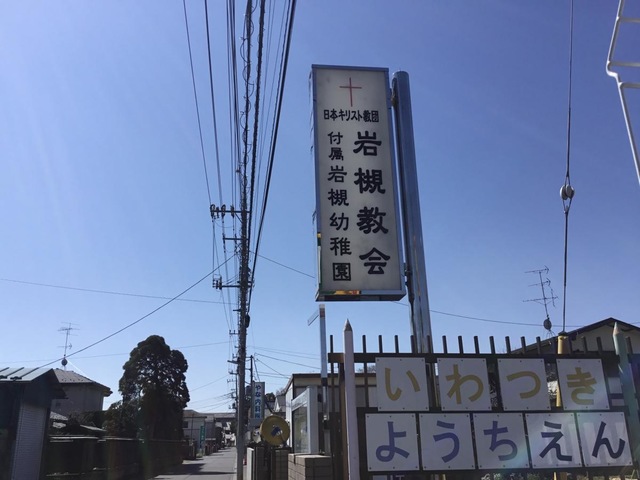 日本キリスト教団
岩槻教会
付属岩槻幼稚園
いわつき
ようちえん